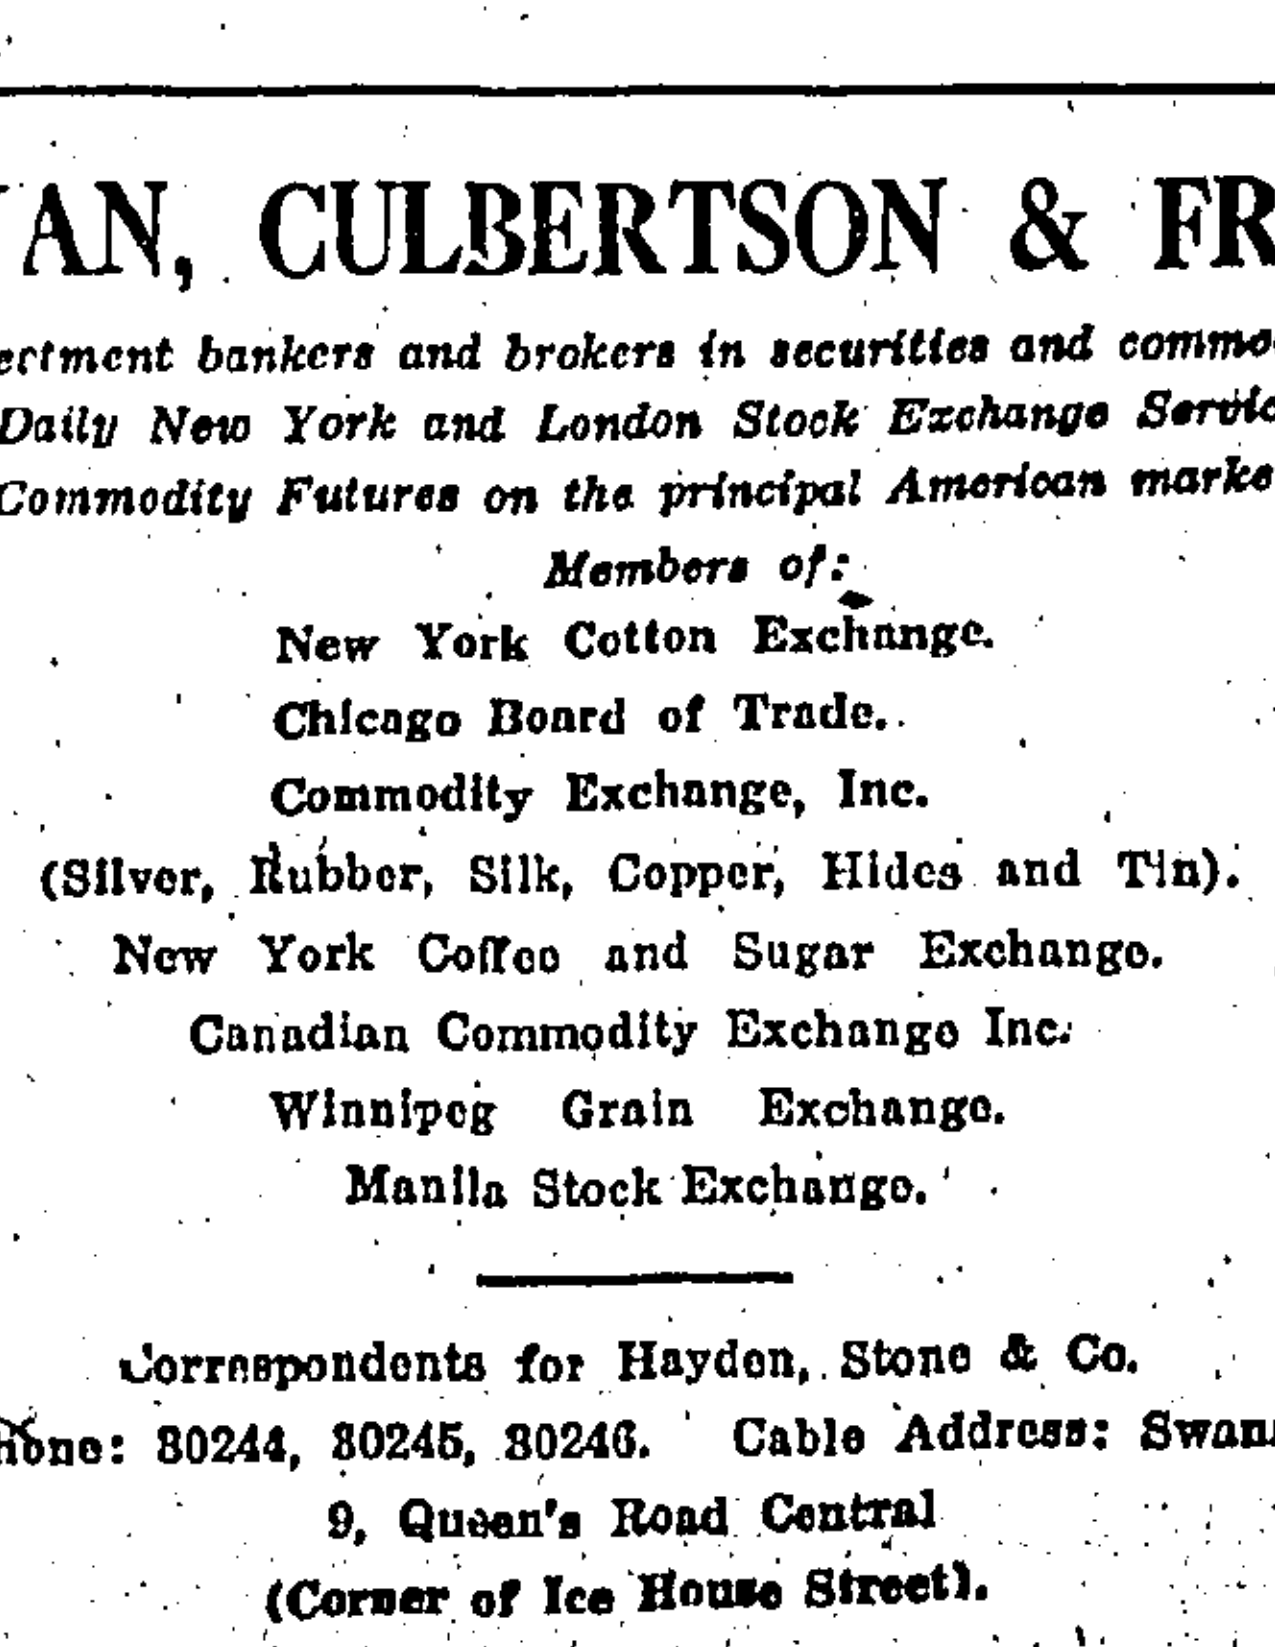 AN, CULBERTSON & FR
ertment bankers and brokers in securities and commo
Daily New York and London Stock Exchange Servic
Commodity Futures on the principal American marke
Members of:
New York Cotton Exchange.
Chicago Board of Trade.
Commodity Exchange, Inc.
(Silver, Rubber, Silk, Copper, Hides and Tin).
New York Coffee and Sugar Exchange.
Canadian Commodity Exchange Inc.
Winnipeg Grain Exchange.
Manila Stock Exchange.
Correspondents for Hayden, Stone & Co.
hone: 30244, 30245, 30246. Cable Address: Swan
9, Queen's Road Central
(Corner of Ice House Street).